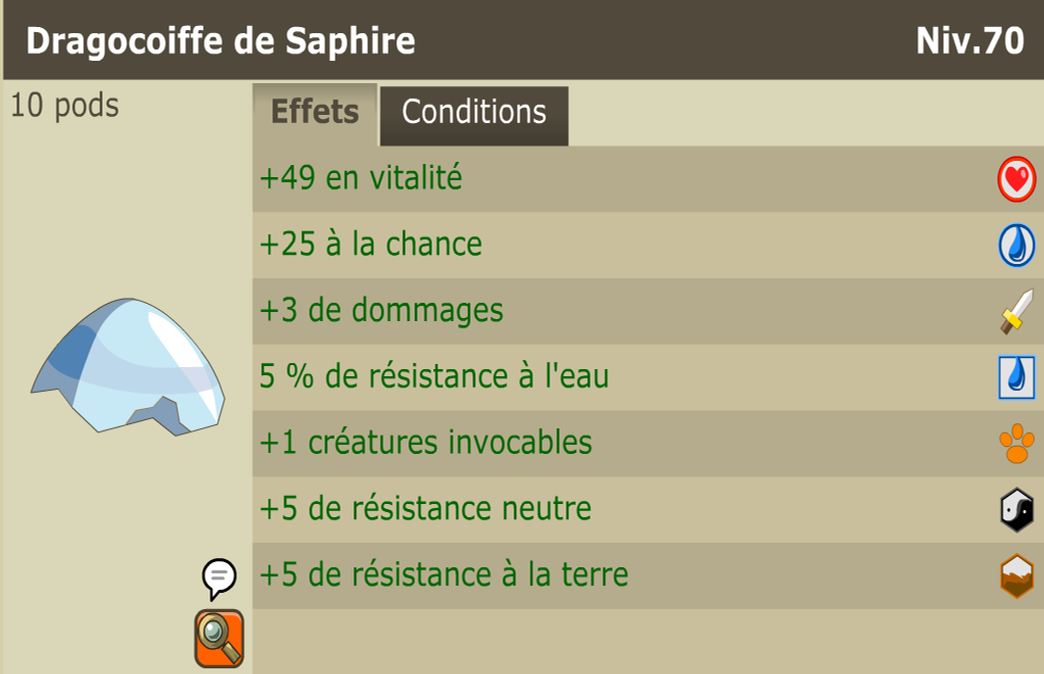 Dragocoiffe de Saphire
Niv.70
10 pods
Effets
Conditions
+49 en vitalité
+25 à la chance
+3 de dommages
5 % de résistance à l'eau
+1 créatures invocables
+5 de résistance neutre
+5 de résistance à la terre